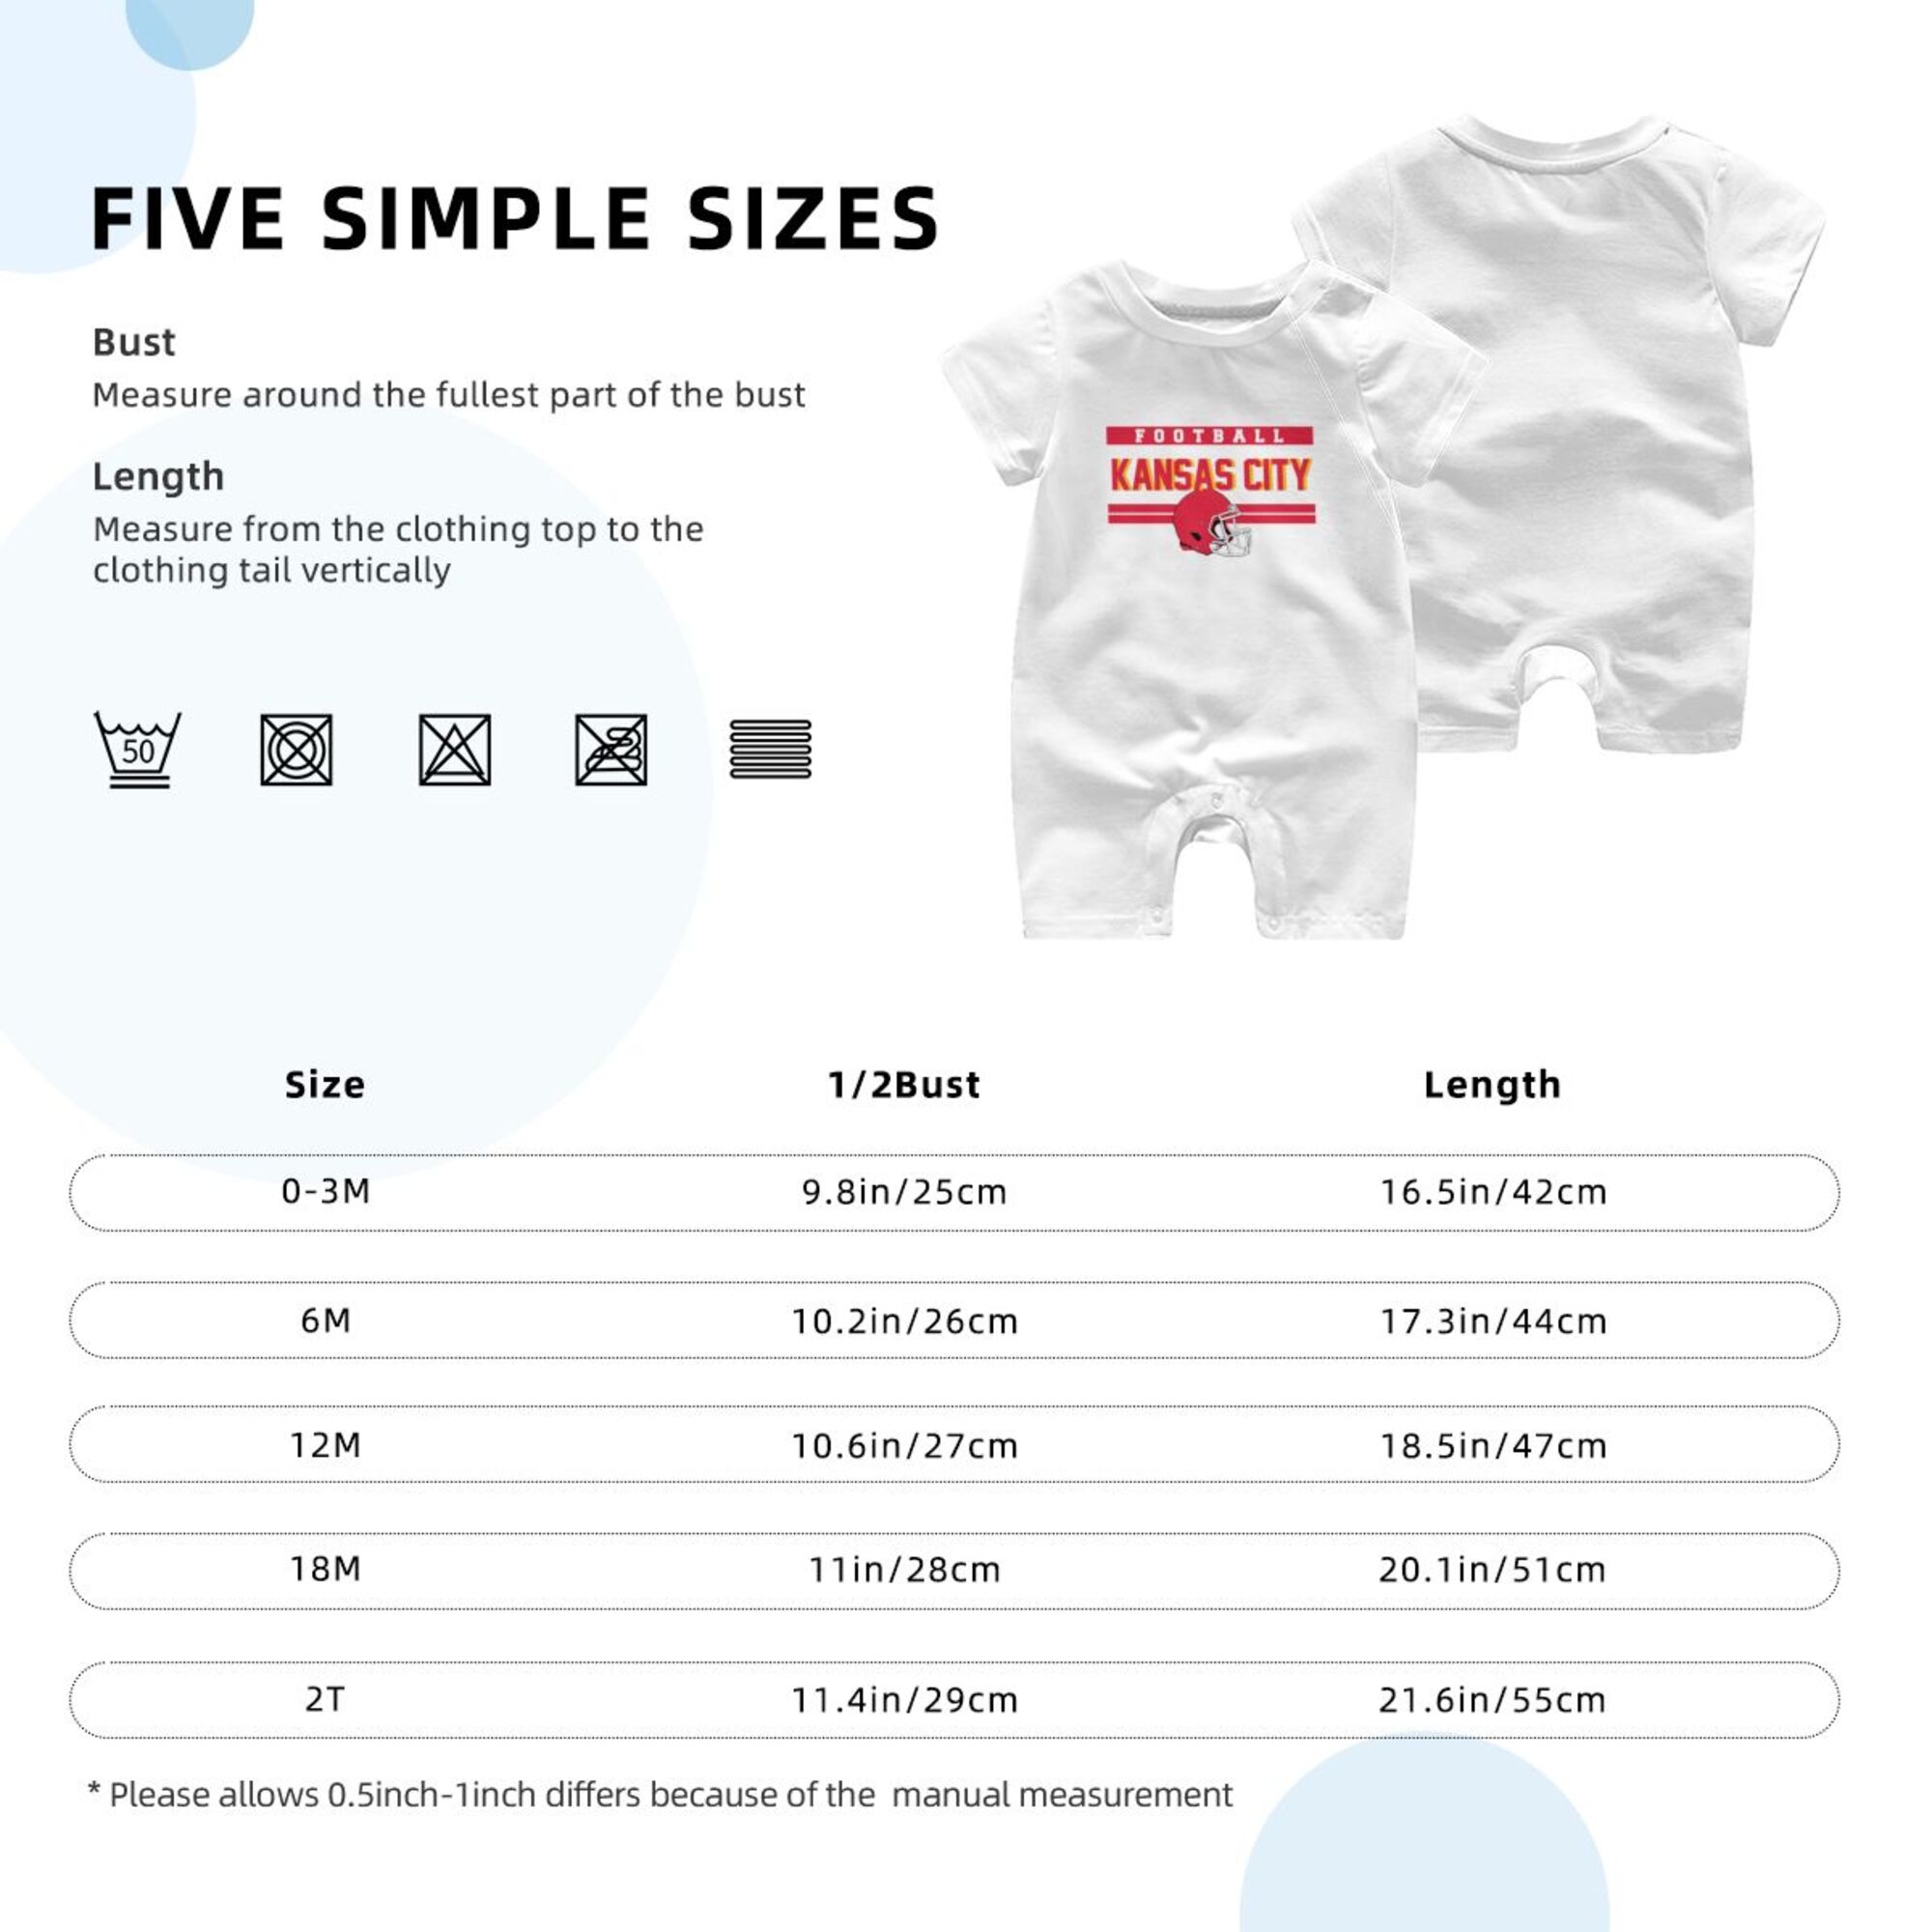 FIVE SIMPLE SIZES
Bust
Measure around the fullest part of the bust
Length
Measure from the clothing top to the
clothing tail vertically
50
FOOTBALL
KANSAS CITY
Size 1/2Bust Length
0-3M 9.8in/25cm 16.5in/42cm
6M 10.2in/26cm 17.3in/44cm
12M 10.6in/27cm 18.5in/47cm
18M 11in/28cm 20.1in/51cm
2T 11.4in/29cm 21.6in/55cm
* Please allows 0.5inch-1inch differs because of the manual measurement